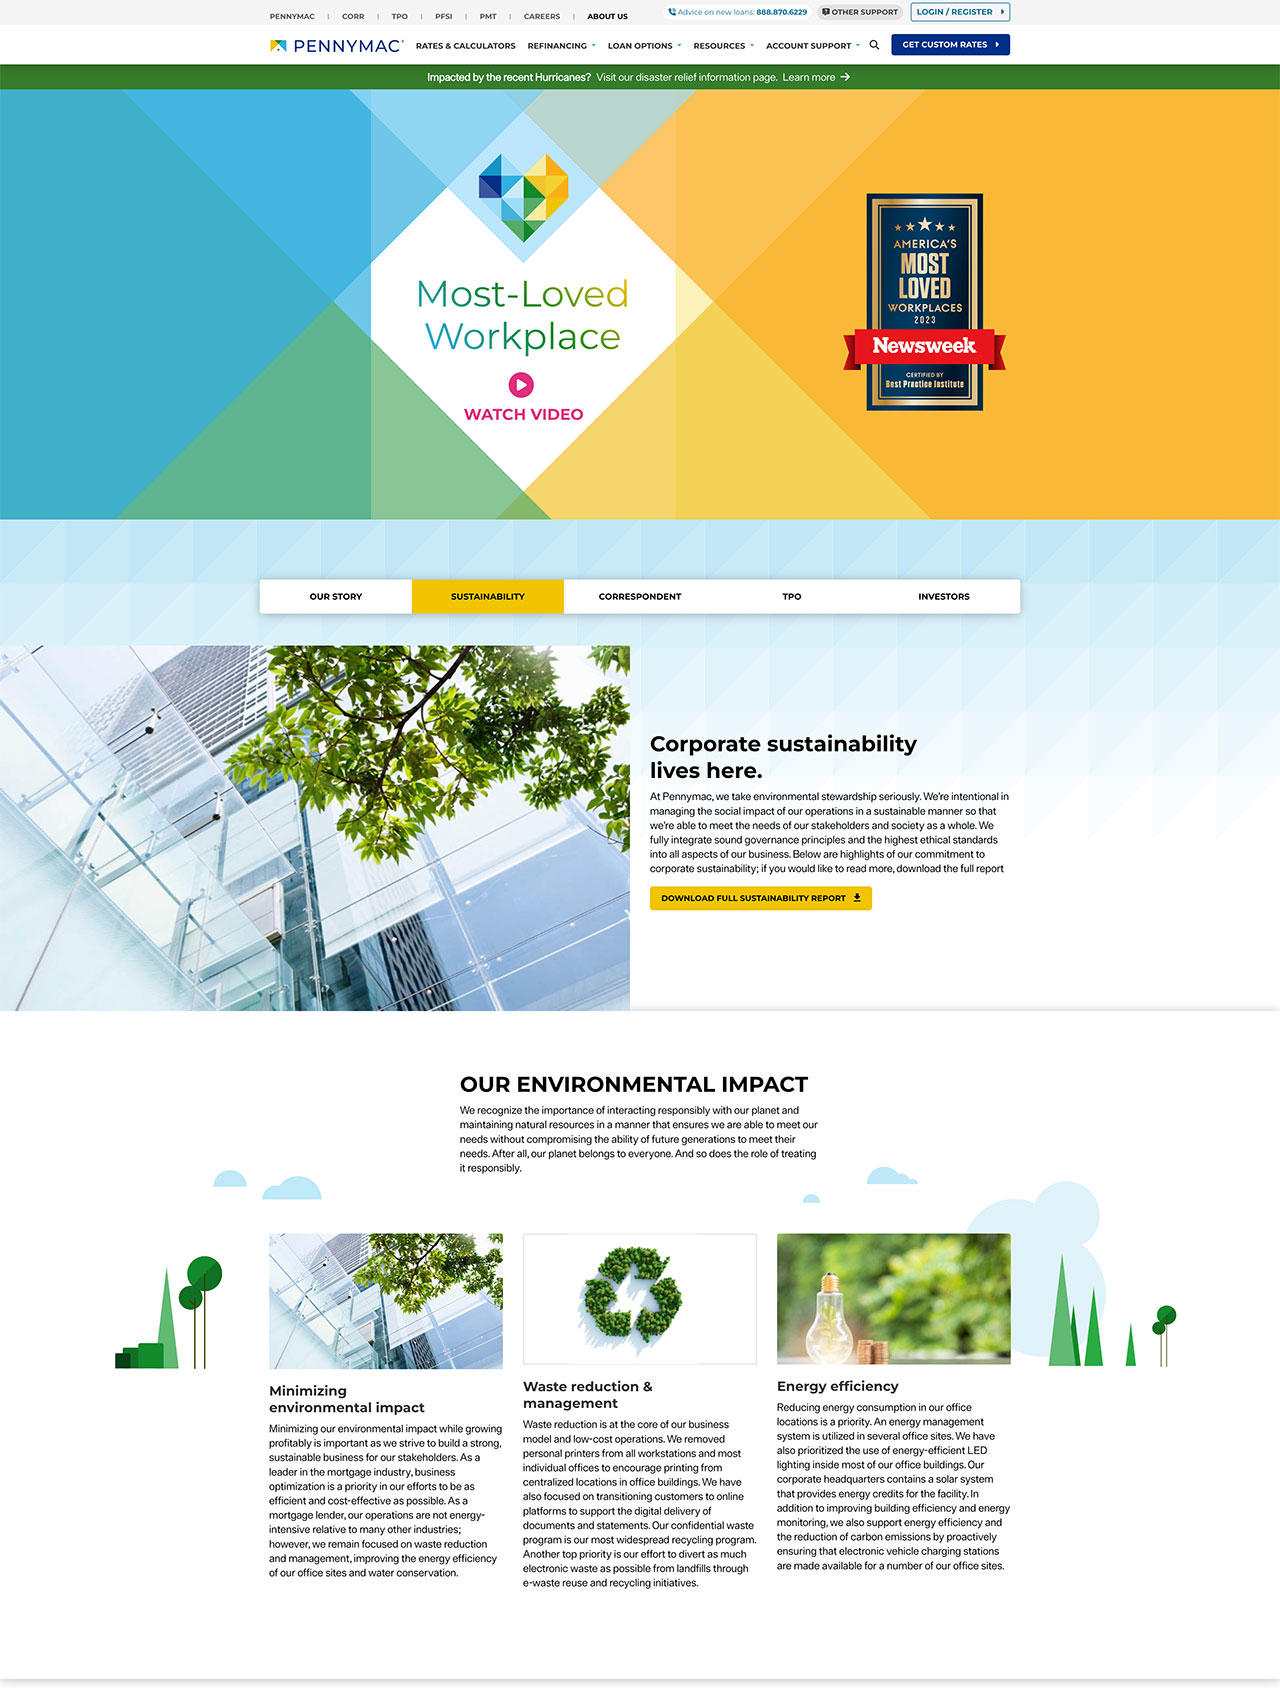 PENNYMAC | CORR | TPO | PFSI | PMT | CAREERS | ABOUT US
Advice on new loans: 888.870.6229
OTHER SUPPORT
LOGIN / REGISTER
PENNYMAC
RATES & CALCULATORS
REFINANCING
LOAN OPTIONS
RESOURCES
ACCOUNT SUPPORT
GET CUSTOM RATES
Impacted by the recent Hurricanes? Visit our disaster relief information page. Learn more →
Most-Loved
Workplace
WATCH VIDEO
AMERICA'S
MOST
LOVED
WORKPLACES
2023
Newsweek
CERTIFIED BY
Best Practice Institute
OUR STORY
SUSTAINABILITY
CORRESPONDENT
TPO
INVESTORS
Corporate sustainability
lives here.
At Pennymac, we take environmental stewardship seriously. We're intentional in
managing the social impact of our operations in a sustainable manner so that
we're able to meet the needs of our stakeholders and society as a whole. We
fully integrate sound governance principles and the highest ethical standards
into all aspects of our business. Below are highlights of our commitment to
corporate sustainability; if you would like to read more, download the full report
DOWNLOAD FULL SUSTAINABILITY REPORT
OUR ENVIRONMENTAL IMPACT
We recognize the importance of interacting responsibly with our planet and
maintaining natural resources in a manner that ensures we are able to meet our
needs without compromising the ability of future generations to meet their
needs. After all, our planet belongs to everyone. And so does the role of treating
it responsibly.
Minimizing
environmental impact
Minimizing our environmental impact while growing
profitably is important as we strive to build a strong,
sustainable business for our stakeholders. As a
leader in the mortgage industry, business
optimization is a priority in our efforts to be as
efficient and cost-effective as possible. As a
mortgage lender, our operations are not energy-
intensive relative to many other industries;
however, we remain focused on waste reduction
and management, improving the energy efficiency
of our office sites and water conservation.
Waste reduction &
management
Waste reduction is at the core of our business
model and low-cost operations. We removed
personal printers from all workstations and most
individual offices to encourage printing from
centralized locations in office buildings. We have
also focused on transitioning customers to online
platforms to support the digital delivery of
documents and statements. Our confidential waste
program is our most widespread recycling program.
Another top priority is our effort to divert as much
electronic waste as possible from landfills through
e-waste reuse and recycling initiatives.
Energy efficiency
Reducing energy consumption in our office
locations is a priority. An energy management
system is utilized in several office sites. We have
also prioritized the use of energy-efficient LED
lighting inside most of our office buildings. Our
corporate headquarters contains a solar system
that provides energy credits for the facility. In
addition to improving building efficiency and energy
monitoring, we also support energy efficiency and
the reduction of carbon emissions by proactively
ensuring that electronic vehicle charging stations
are made available for a number of our office sites.